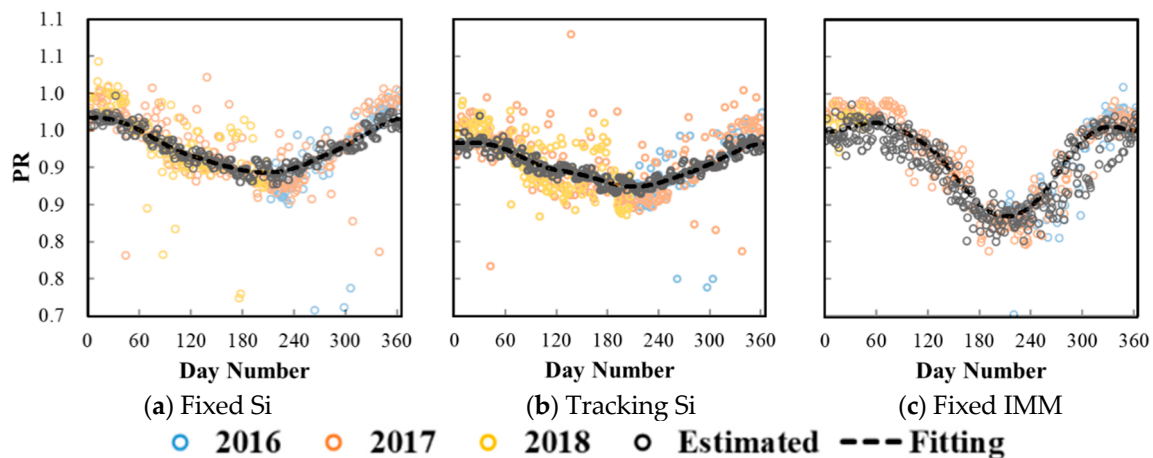 1.1
1.1
1.0
1.0
0.9
0.9
0.8
0.8
0.7
PR
0 60 120 180 240 300 360
0 60 120 180 240 300 360
0 60 120 180 240 300 360
Day Number Day Number Day Number
(a) Fixed Si (b) Tracking Si (c) Fixed IMM
2016 2017 2018 Estimated Fitting